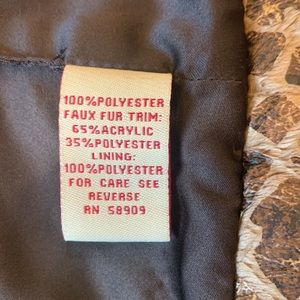 100%POLYESTER
FAUX FUR TRIM:
65%ACRYLIC
35%POLYESTER
LINING:
100%POLYESTER
FOR CARE SEE
REVERSE
RN 58909